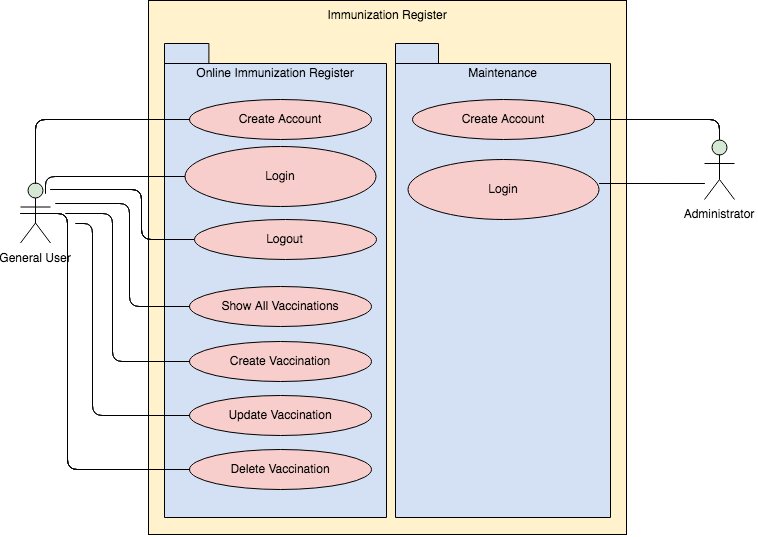 Immunization Register
Online Immunization Register
Maintenance
Create Account
Create Account
Login
Login
General User
Administrator
Logout
Show All Vaccinations
Create Vaccination
Update Vaccination
Delete Vaccination